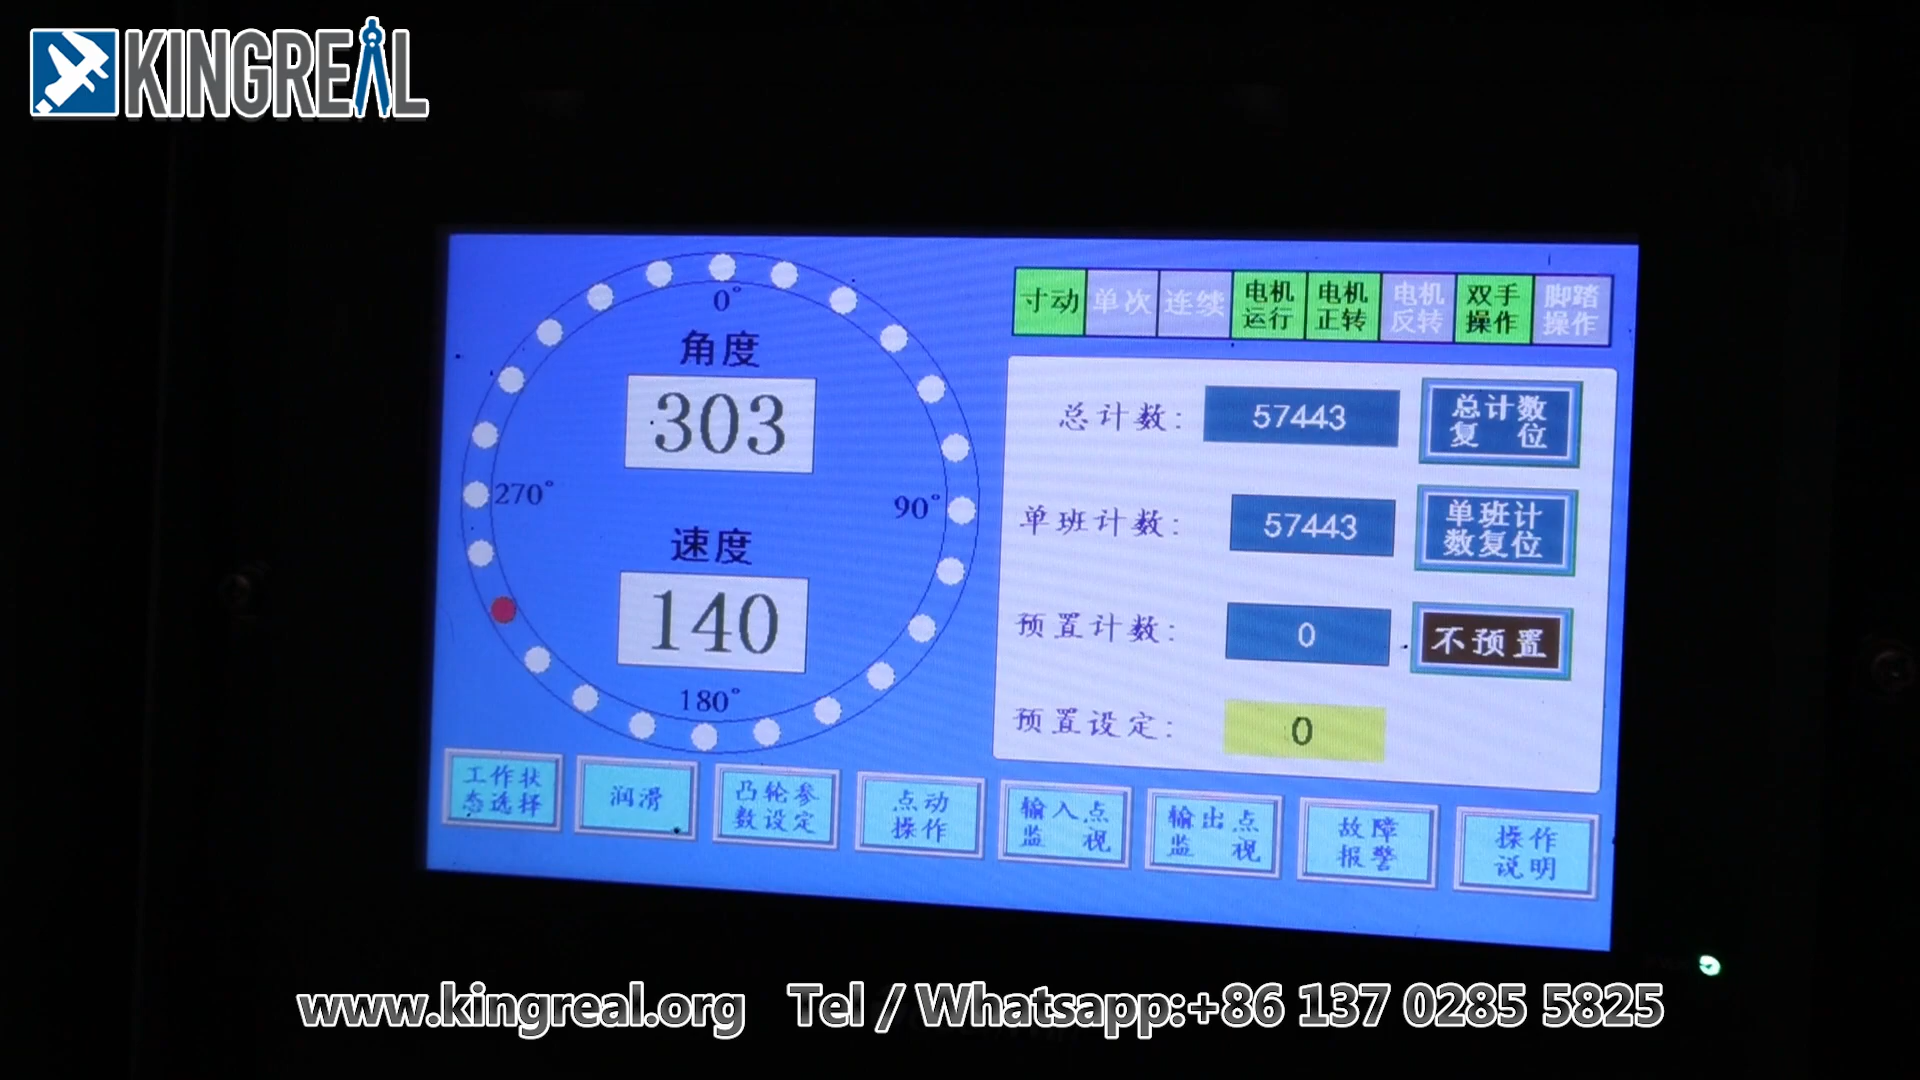 KINGREAL
0°
角度
303
270°
90°
速度
140
180°
寸动
单次
连续
电机
运行
电机
正转
电机
反转
双手
操作
脚踏
操作
总计数: 57443
总计数
复 位
单班计数: 57443
单班计
数复位
预置计数: 0
不预置
预置设定: 0
工作状
态选择
润滑
凸轮参
数设定
点动
操作
输入点
监 视
输出点
监 视
故障
报警
操作
说明
www.kingreal.org Tel / Whatsapp:+86 137 0285 5825